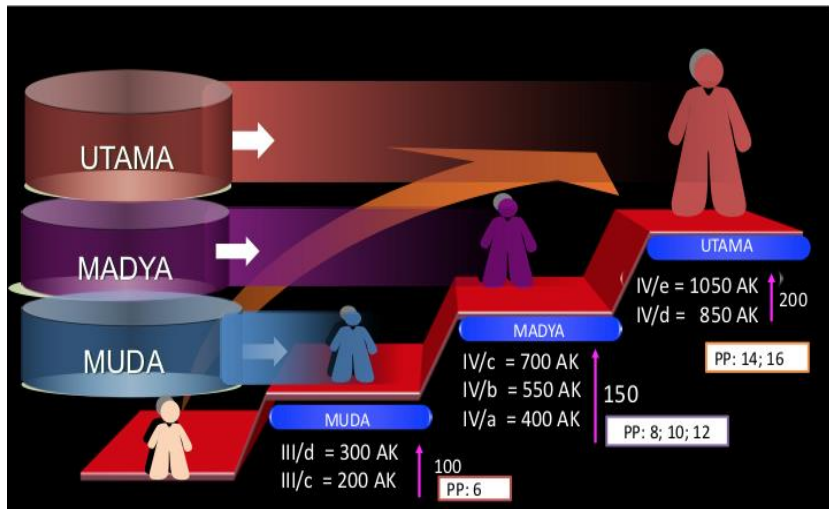 UTAMA
MADYA
MUDA
UTAMA
IV/e = 1050 AK
IV/d = 850 AK
200
PP: 14; 16
MADYA
IV/c = 700 AK
IV/b = 550 AK
IV/a = 400 AK
150
PP: 8; 10; 12
MUDA
III/d = 300 AK
III/c = 200 AK
100
PP: 6